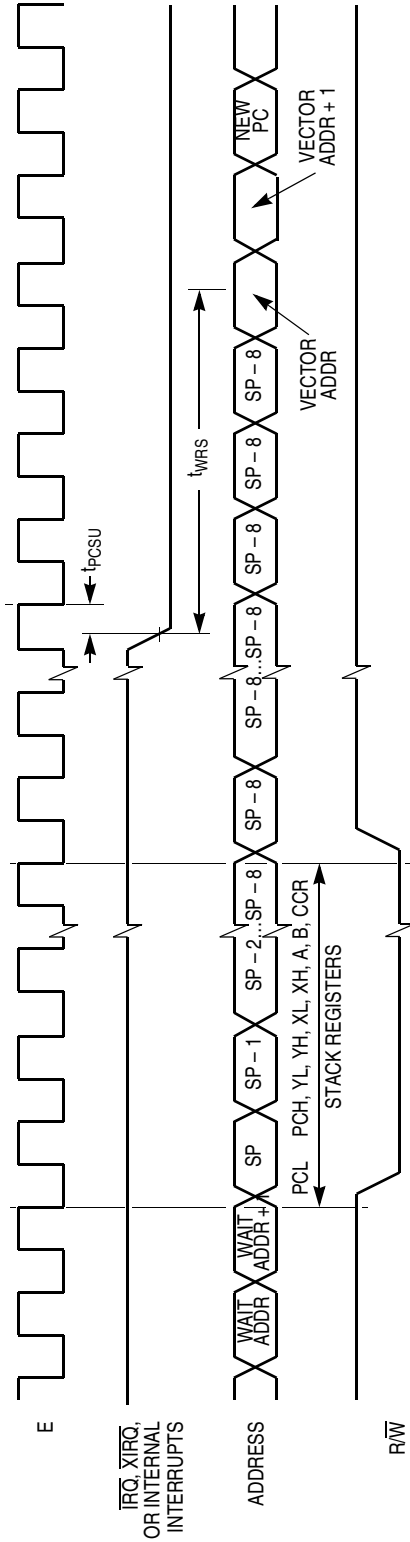 E
IRQ, XIRQ,
OR INTERNAL
INTERRUPTS
tPCSU
tWRS
ADDRESS
WAIT
ADDR
WAIT
ADDR + 1
SP
SP – 1
SP – 2...SP – 8
SP – 8
SP – 8...SP – 8
SP – 8
SP – 8
SP – 8
NEW
PC
VECTOR
ADDR
VECTOR
ADDR + 1
PCL PCH, YL, YH, XL, XH, A, B, CCR
STACK REGISTERS
R/W